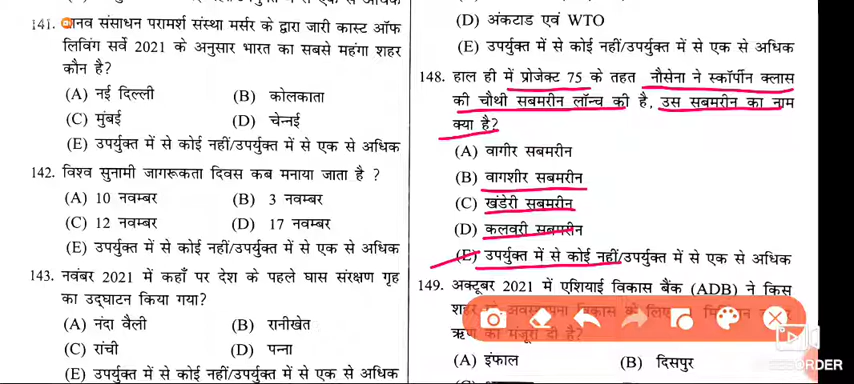 141. मानव संसाधन परामर्श संस्था मर्सर के द्वारा जारी कास्ट ऑफ
लिविंग सर्वे 2021 के अनुसार भारत का सबसे महंगा शहर
कौन है?
(A) नई दिल्ली (B) कोलकाता
(C) मुंबई (D) चेन्नई
(E) उपर्युक्त में से कोई नहीं/उपर्युक्त में से एक से अधिक
142. विश्व सुनामी जागरूकता दिवस कब मनाया जाता है ?
(A) 10 नवम्बर (B) 3 नवम्बर
(C) 12 नवम्बर (D) 17 नवम्बर
(E) उपर्युक्त में से कोई नहीं/उपर्युक्त में से एक से अधिक
143. नवंबर 2021 में कहाँ पर देश के पहले घास संरक्षण गृह
का उद्घाटन किया गया?
(A) नंदा वैली (B) रानीखेत
(C) रांची (D) पन्ना
(E) उपर्युक्त में से कोई नहीं/उपर्युक्त में से एक से अधिक
(D) अंकटाड एवं WTO
(E) उपर्युक्त में से कोई नहीं/उपर्युक्त में से एक से अधिक
148. हाल ही में प्रोजेक्ट 75 के तहत नौसेना ने स्कॉर्पीन क्लास
की चौथी सबमरीन लॉन्च की है, उस सबमरीन का नाम
क्या है?
(A) वागीर सबमरीन
(B) वागशीर सबमरीन
(C) खंडेरी सबमरीन
(D) कलवरी सबमरीन
(E) उपर्युक्त में से कोई नहीं/उपर्युक्त में से एक से अधिक
149. अक्टूबर 2021 में एशियाई विकास बैंक (ADB) ने किस
विकास के लिए
ऋण को मंजूरी दी है?
(A) इंफाल (B) दिसपुर